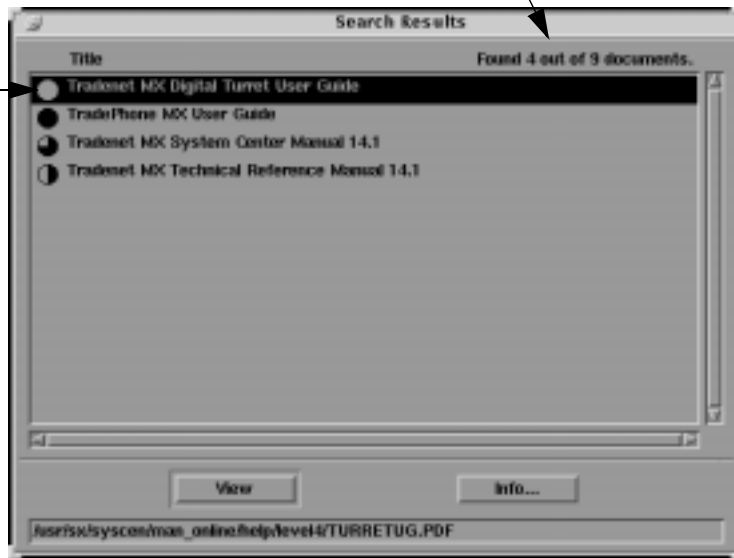 Search Results
Title Found 4 out of 9 documents.
Tradenet MX Digital Turret User Guide
TradePhone MX User Guide
Tradenet MX System Center Manual 14.1
Tradenet MX Technical Reference Manual 14.1
View Info...
/usr/sx/syscen/man_online/help/level4/TURRETUG.PDF